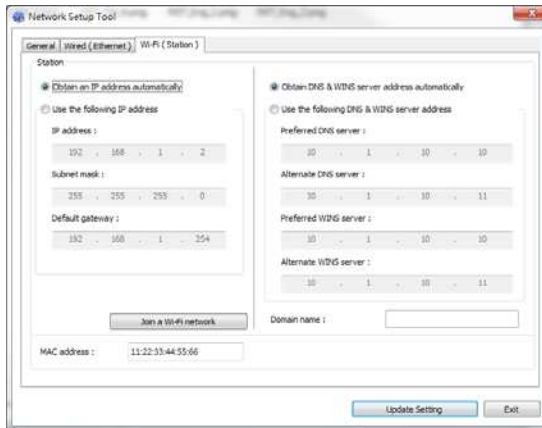 Network Setup Tool
General Wired (Ethernet) Wi-Fi (Station)
Station
Obtain an IP address automatically
Use the following IP address
IP address :
192 . 168 . 1 . 2
Subnet mask :
255 . 255 . 255 . 0
Default gateway :
192 . 168 . 1 . 254
Join a Wi-Fi network
Obtain DNS & WINS server address automatically
Use the following DNS & WINS server address
Preferred DNS server :
10 . 1 . 10 . 10
Alternate DNS server :
10 . 1 . 10 . 11
Preferred WINS server :
10 . 1 . 10 . 10
Alternate WINS server :
10 . 1 . 10 . 11
Domain name :
MAC address : 11:22:33:44:55:66
Update Setting Exit